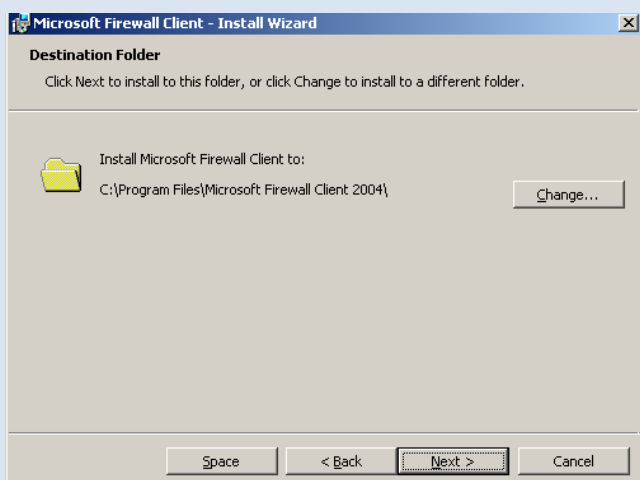 Microsoft Firewall Client - Install Wizard
Destination Folder
Click Next to install to this folder, or click Change to install to a different folder.
Install Microsoft Firewall Client to:
C:\Program Files\Microsoft Firewall Client 2004\
Change...
Space
< Back
Next >
Cancel